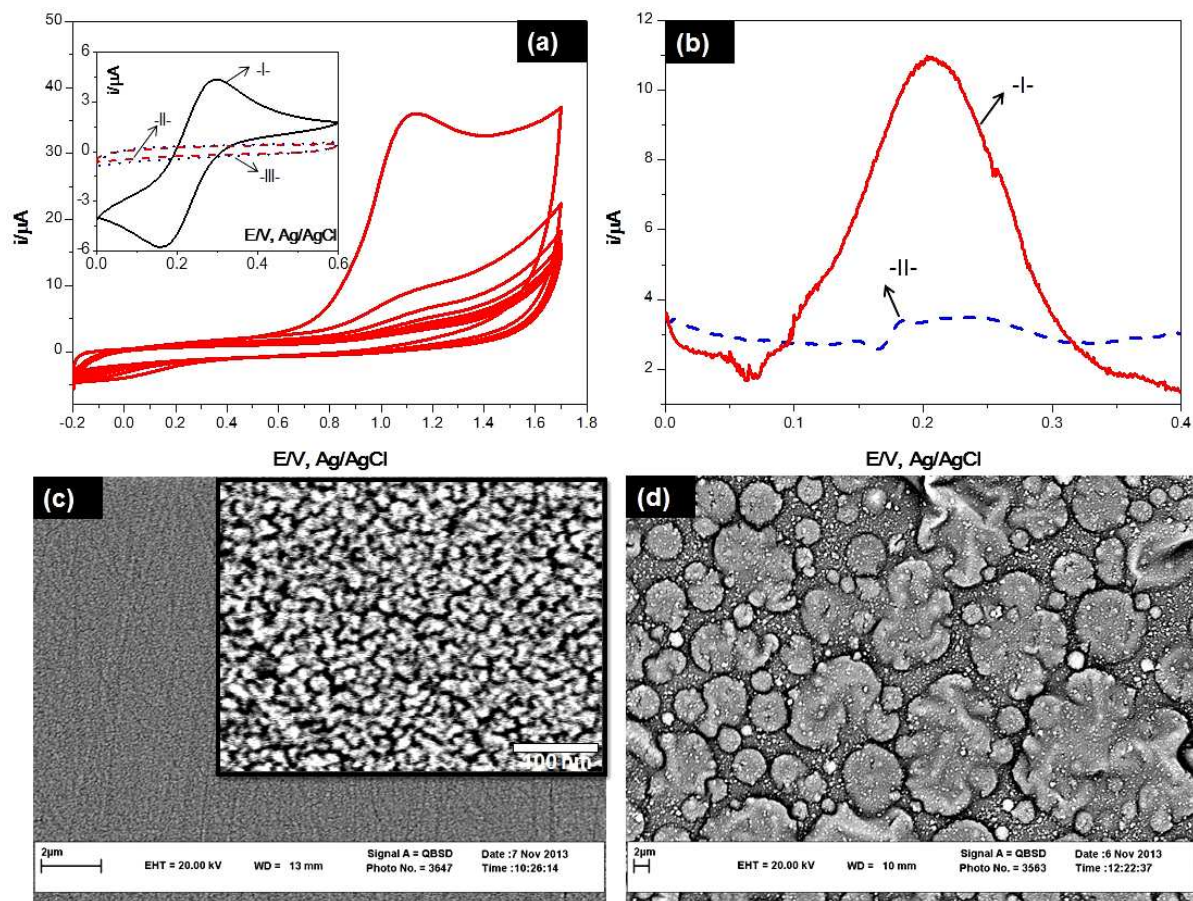 (a)
50
40
30
20
10
0
i/µA
-0.2 0.0 0.2 0.4 0.6 0.8 1.0 1.2 1.4 1.6 1.8
E/V, Ag/AgCl
6
3
0
-3
-6
i/µA
-I-
-II-
-III-
E/V, Ag/AgCl
0.0 0.2 0.4 0.6
(b)
12
10
8
6
4
2
i/µA
-I-
-II-
0.0 0.1 0.2 0.3 0.4
E/V, Ag/AgCl
(c)
100 nm
2µm
EHT = 20.00 kV
WD = 13 mm
Signal A = QBSD
Photo No. = 3647
Date :7 Nov 2013
Time :10:26:14
(d)
2µm
EHT = 20.00 kV
WD = 10 mm
Signal A = QBSD
Photo No. = 3563
Date :6 Nov 2013
Time :12:22:37